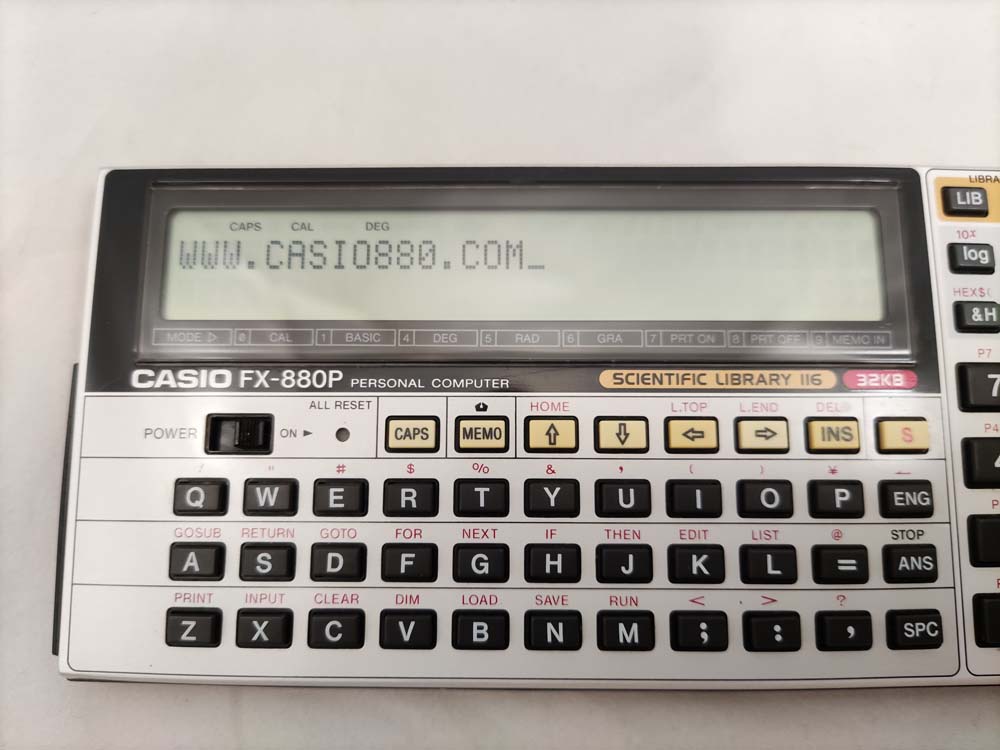 CAPS CAL DEG
WWW.CASIO880.COM_
MODE ▷ 0 CAL 1 BASIC 4 DEG 5 RAD 6 GRA 7 PRT ON 8 PRT OFF 9 MEMO IN
CASIO FX-880P PERSONAL COMPUTER SCIENTIFIC LIBRARY 116 32KB
ALL RESET HOME L.TOP L.END DEL
POWER ON ► CAPS MEMO ⇧ ⇩ ⇦ ⇨ INS S
! " # $ % & ' ( ) ¥
Q W E R T Y U I O P ENG
GOSUB RETURN GOTO FOR NEXT IF THEN EDIT LIST @ STOP
A S D F G H J K L = ANS
PRINT INPUT CLEAR DIM LOAD SAVE RUN < > ?
Z X C V B N M ; : , SPC
LIB
10x
log
HEX$(
&H
P7
7
P4